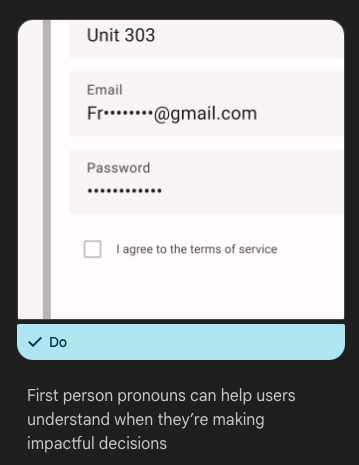 Unit 303
Email
Fr••••••••@gmail.com
Password
••••••••••••
I agree to the terms of service
Do
First person pronouns can help users
understand when they’re making
impactful decisions